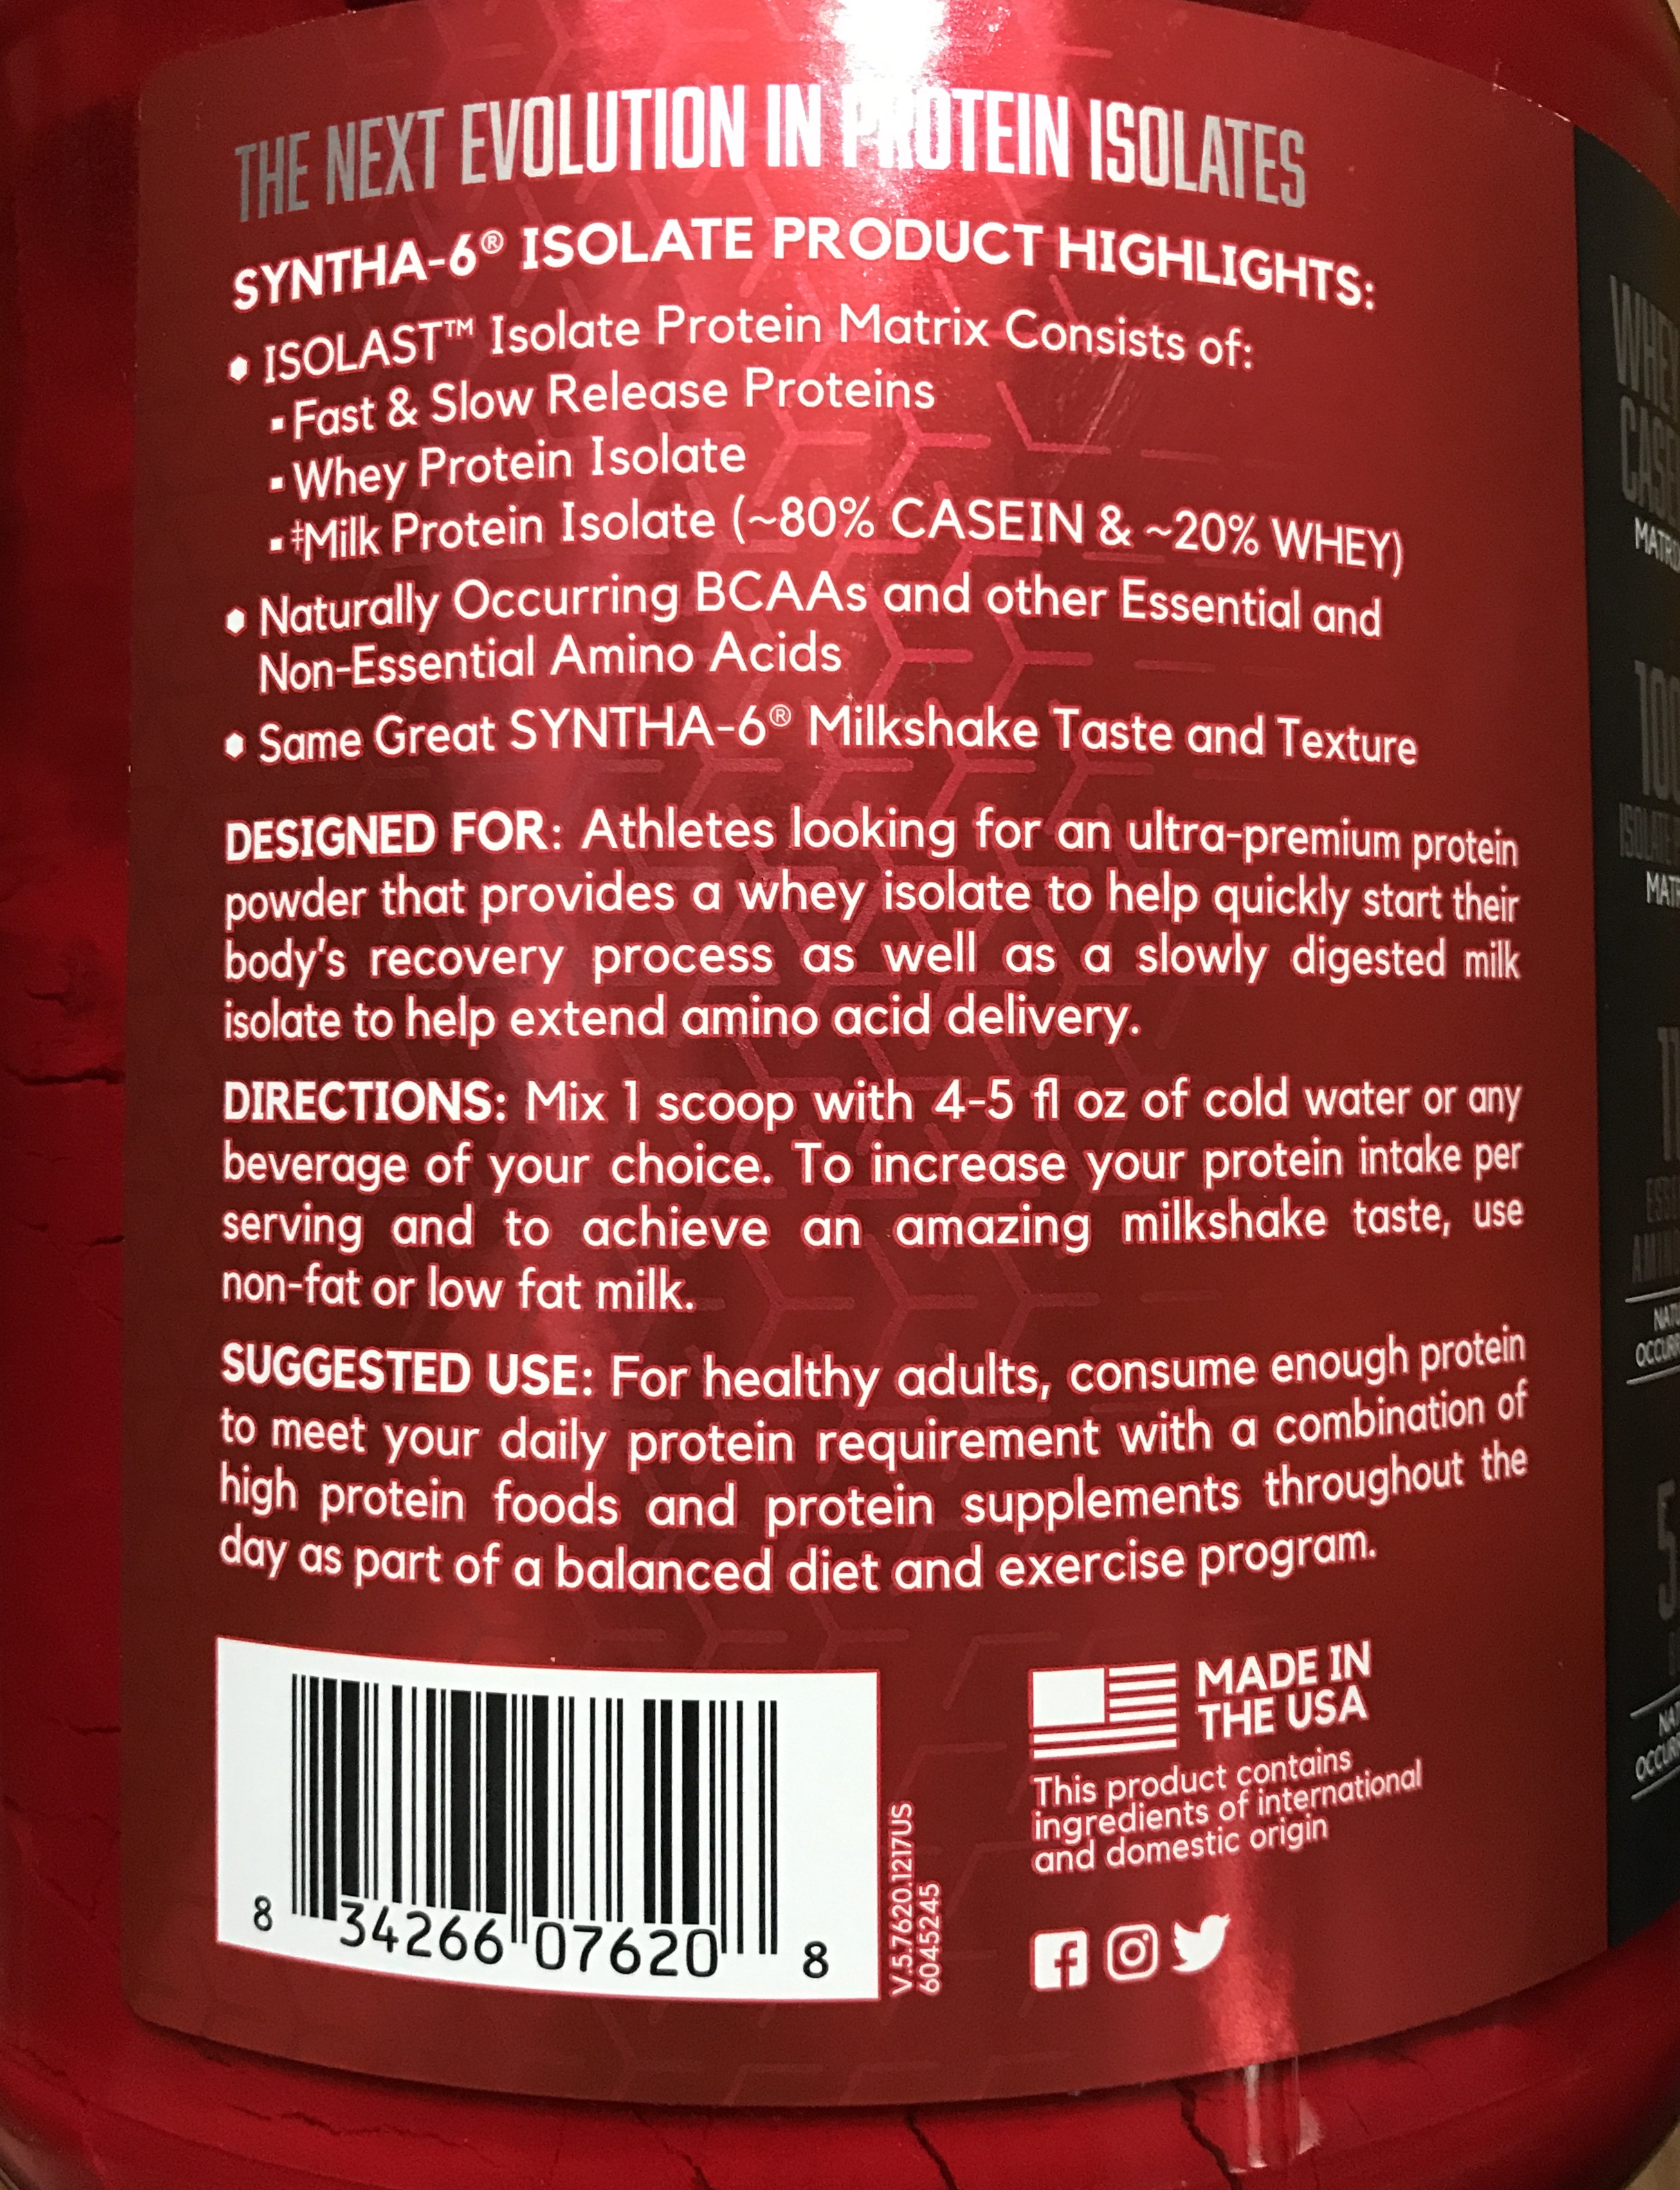 THE NEXT EVOLUTION IN PROTEIN ISOLATES
SYNTHA-6® ISOLATE PRODUCT HIGHLIGHTS:
• ISOLAST™ Isolate Protein Matrix Consists of:
▪ Fast & Slow Release Proteins
▪ Whey Protein Isolate
▪ ‡Milk Protein Isolate (~80% CASEIN & ~20% WHEY)
• Naturally Occurring BCAAs and other Essential and
Non-Essential Amino Acids
• Same Great SYNTHA-6® Milkshake Taste and Texture
DESIGNED FOR: Athletes looking for an ultra-premium protein
powder that provides a whey isolate to help quickly start their
body's recovery process as well as a slowly digested milk
isolate to help extend amino acid delivery.
DIRECTIONS: Mix 1 scoop with 4-5 fl oz of cold water or any
beverage of your choice. To increase your protein intake per
serving and to achieve an amazing milkshake taste, use
non-fat or low fat milk.
SUGGESTED USE: For healthy adults, consume enough protein
to meet your daily protein requirement with a combination of
high protein foods and protein supplements throughout the
day as part of a balanced diet and exercise program.
8 34266 07620 8
V.5.7620.1217US
6045245
MADE IN
THE USA
This product contains
ingredients of international
and domestic origin